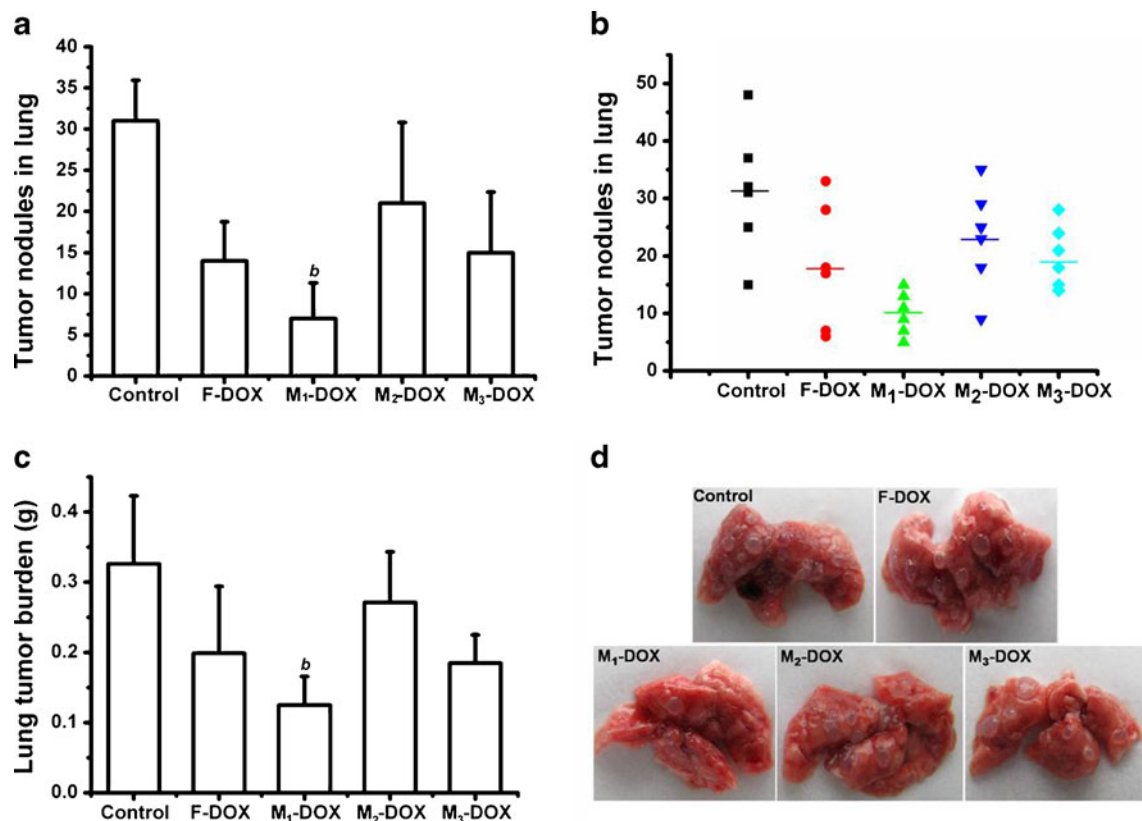 a
Tumor nodules in lung
40
35
30
25
20
15
10
5
0
b
Control F-DOX M₁-DOX M₂-DOX M₃-DOX
b
Tumor nodules in lung
50
40
30
20
10
0
Control F-DOX M₁-DOX M₂-DOX M₃-DOX
c
Lung tumor burden (g)
0.4
0.3
0.2
0.1
0.0
b
Control F-DOX M₁-DOX M₂-DOX M₃-DOX
d
Control F-DOX
M₁-DOX M₂-DOX M₃-DOX